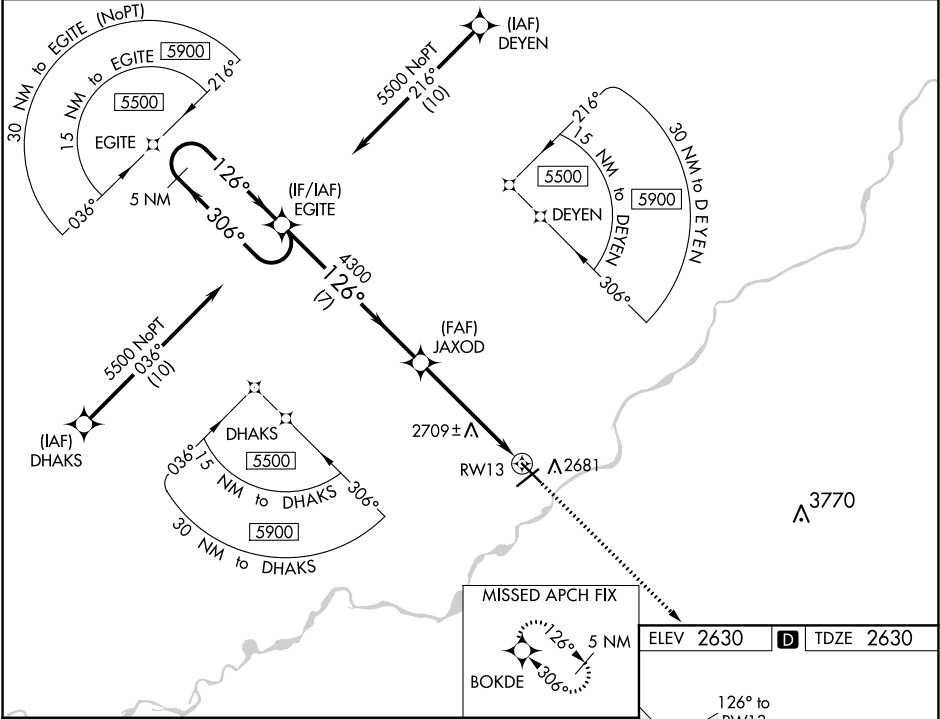 30 NM to EGITE (NoPT)
5900
15 NM to EGITE
5500
216°
EGITE
036°
5 NM
126°
306°
(IF/IAF)
EGITE
(IAF)
DEYEN
5500 NoPT
216°
(10)
216°
15 NM to DEYEN
5500
30 NM to DEYEN
5900
DEYEN
306°
4300
126°
(7)
(FAF)
JAXOD
5500 NoPT
036°
(10)
(IAF)
DHAKS
DHAKS
036°
15 NM to DHAKS
5500
306°
30 NM to DHAKS
5900
2709±
RW13
2681
3770
MISSED APCH FIX
126°
5 NM
306°
BOKDE
ELEV 2630
D
TDZE 2630
126° to
RW13